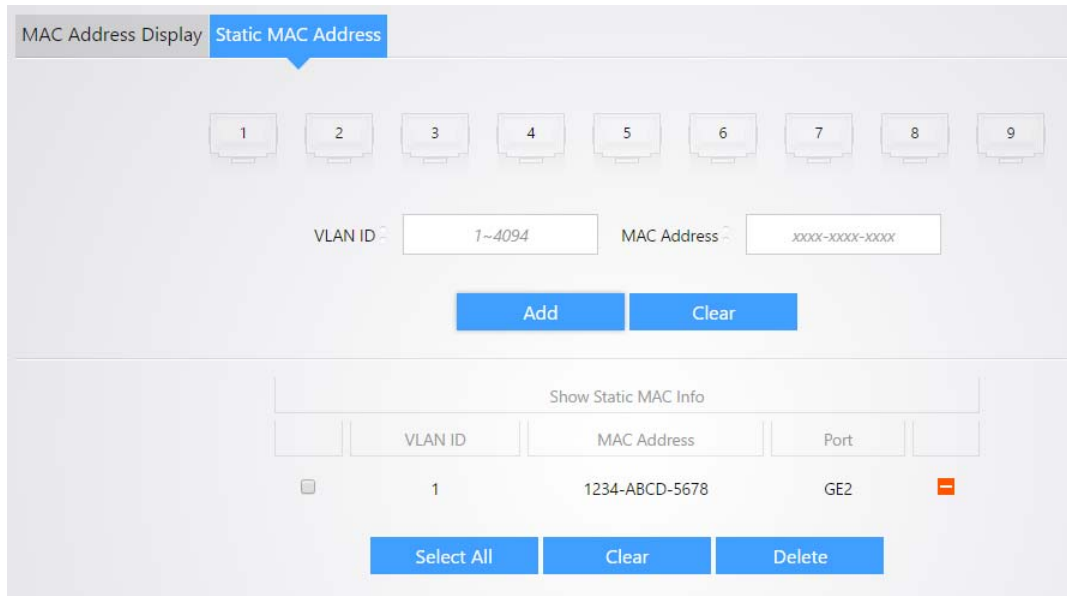 MAC Address Display Static MAC Address
1 2 3 4 5 6 7 8 9
VLAN ID 1~4094 MAC Address xxxx-xxxx-xxxx
Add Clear
Show Static MAC Info
VLAN ID MAC Address Port
1 1234-ABCD-5678 GE2
Select All Clear Delete